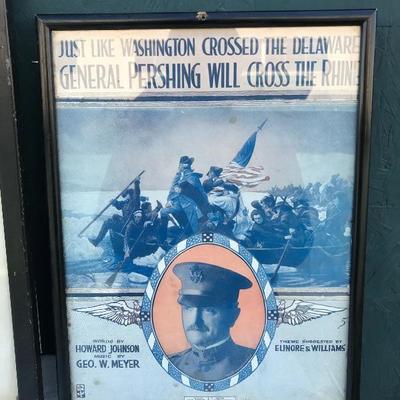 JUST LIKE WASHINGTON CROSSED THE DELAWARE
GENERAL PERSHING WILL CROSS THE RHINE
WORDS BY
HOWARD JOHNSON
MUSIC BY
GEO. W. MEYER
THEME SUGGESTED BY
ELINORE & WILLIAMS
5